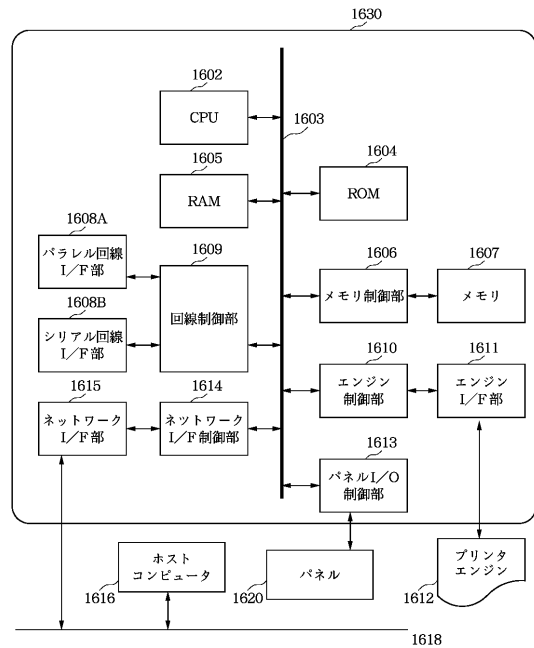 1630
1602
CPU
1603
1605
RAM
1604
ROM
1608A
パラレル回線
I/F部
1609
回線制御部
1606
メモリ制御部
1607
メモリ
1608B
シリアル回線
I/F部
1615
ネットワーク
I/F部
1614
ネツトワーク
I/F制御部
1610
エンジン
制御部
1611
エンジン
I/F部
1613
パネルI/O
制御部
ホスト
コンピュータ
1616
パネル
1620
プリンタ
エンジン
1612
1618